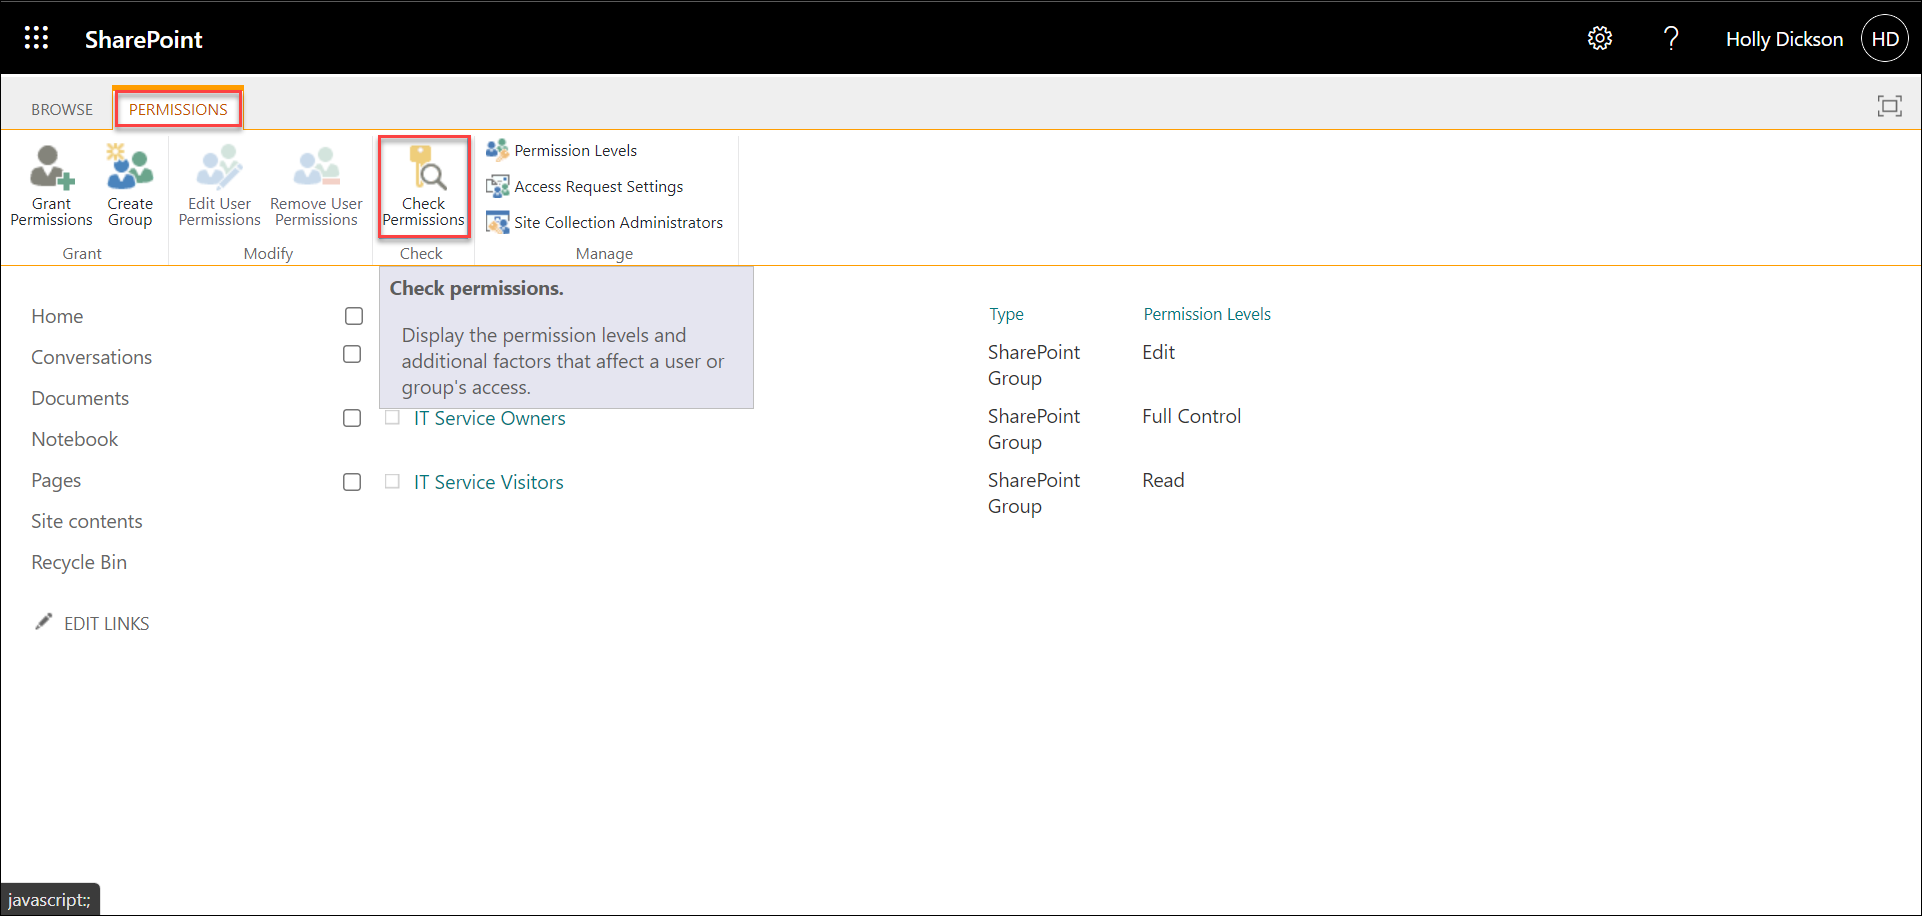 SharePoint
Holly Dickson
HD
BROWSE
PERMISSIONS
Grant
Permissions
Create
Group
Grant
Edit User
Permissions
Remove User
Permissions
Modify
Check
Permissions
Check
Permission Levels
Access Request Settings
Site Collection Administrators
Manage
Check permissions.
Display the permission levels and
additional factors that affect a user or
group's access.
Home
Conversations
Documents
Notebook
Pages
Site contents
Recycle Bin
EDIT LINKS
Type
Permission Levels
SharePoint
Group
Edit
IT Service Owners
SharePoint
Group
Full Control
IT Service Visitors
SharePoint
Group
Read
javascript:;